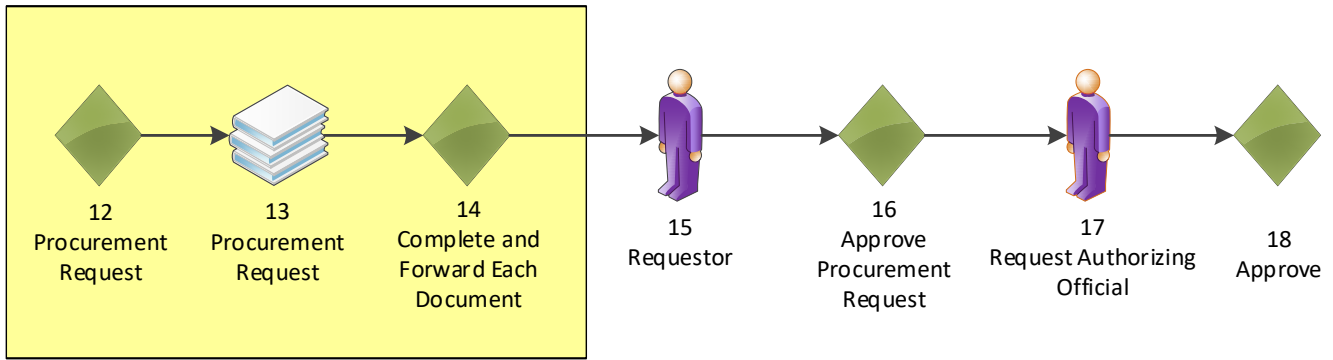 12
Procurement
Request
13
Procurement
Request
14
Complete and
Forward Each
Document
15
Requestor
16
Approve
Procurement
Request
17
Request Authorizing
Official
18
Approve